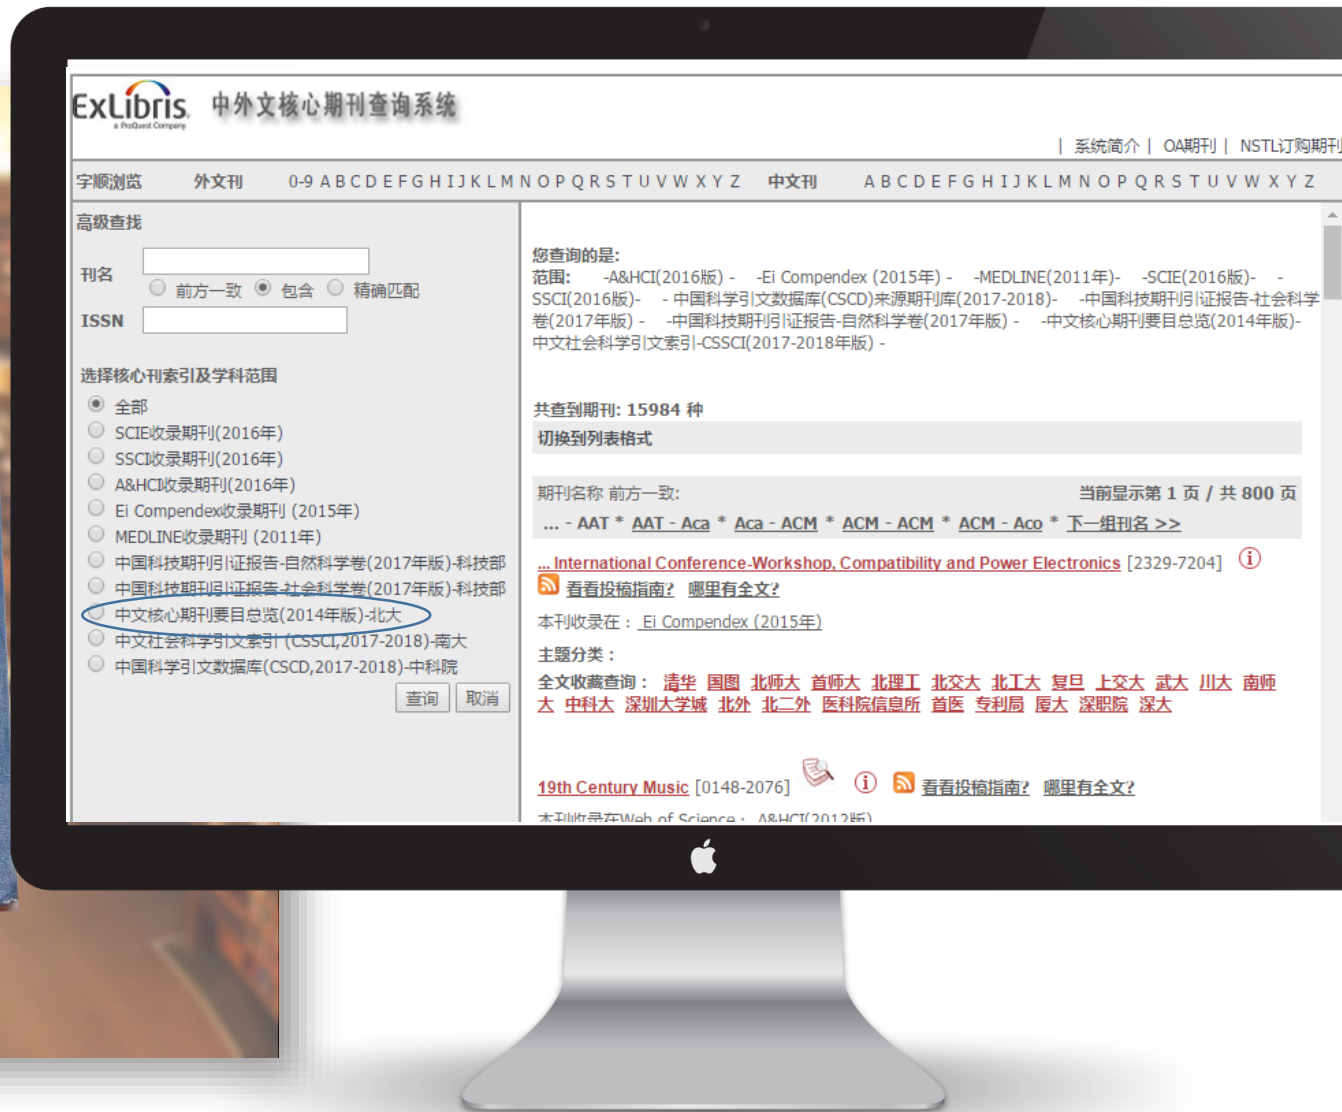 ExLibris. 中外文核心期刊查询系统
a ProQuest Company
| 系统简介 | OA期刊 | NSTL订购期刊
字顺浏览 外文刊 0-9 A B C D E F G H I J K L M N O P Q R S T U V W X Y Z 中文刊 A B C D E F G H I J K L M N O P Q R S T U V W X Y Z
高级查找
刊名
前方一致 包含 精确匹配
ISSN
选择核心刊索引及学科范围
全部
SCIE收录期刊(2016年)
SSCI收录期刊(2016年)
A&HCI收录期刊(2016年)
Ei Compendex收录期刊 (2015年)
MEDLINE收录期刊 (2011年)
中国科技期刊引证报告-自然科学卷(2017年版)-科技部
中国科技期刊引证报告-社会科学卷(2017年版)-科技部
中文核心期刊要目总览(2014年版)-北大
中文社会科学引文索引 (CSSCI,2017-2018)-南大
中国科学引文数据库(CSCD,2017-2018)-中科院
查询 取消
您查询的是:
范围: -A&HCI(2016版) - -Ei Compendex (2015年) - -MEDLINE(2011年)- -SCIE(2016版)- -
SSCI(2016版)- - 中国科学引文数据库(CSCD)来源期刊库(2017-2018)- -中国科技期刊引证报告-社会科学
卷(2017年版) - -中国科技期刊引证报告-自然科学卷(2017年版) - -中文核心期刊要目总览(2014年版)-
中文社会科学引文索引-CSSCI(2017-2018年版) -
共查到期刊: 15984 种
切换到列表格式
期刊名称 前方一致: 当前显示第 1 页 / 共 800 页
... - AAT * AAT - Aca * Aca - ACM * ACM - ACM * ACM - Aco * 下一组刊名 >>
... International Conference-Workshop, Compatibility and Power Electronics [2329-7204]
看看投稿指南? 哪里有全文?
本刊收录在： Ei Compendex (2015年)
主题分类：
全文收藏查询： 清华 国图 北师大 首师大 北理工 北交大 北工大 复旦 上交大 武大 川大 南师
大 中科大 深圳大学城 北外 北二外 医科院信息所 首医 专利局 厦大 深职院 深大
19th Century Music [0148-2076] 看看投稿指南? 哪里有全文?
本刊收录在Web of Science： A&HCI(2012版)